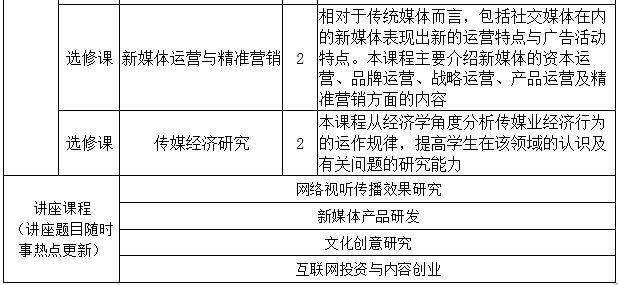 选修课
新媒体运营与精准营销
2
相对于传统媒体而言，包括社交媒体在内
的新媒体表现出新的运营特点与广告活动
特点。本课程主要介绍新媒体的资本运
营、品牌运营、战略运营、产品运营及精
准营销方面的内容
选修课
传媒经济研究
2
本课程从经济学角度分析传媒业经济行为
的运作规律，提高学生在该领域的认识及
有关问题的研究能力
讲座课程
（讲座题目随时
事热点更新）
网络视听传播效果研究
新媒体产品研发
文化创意研究
互联网投资与内容创业